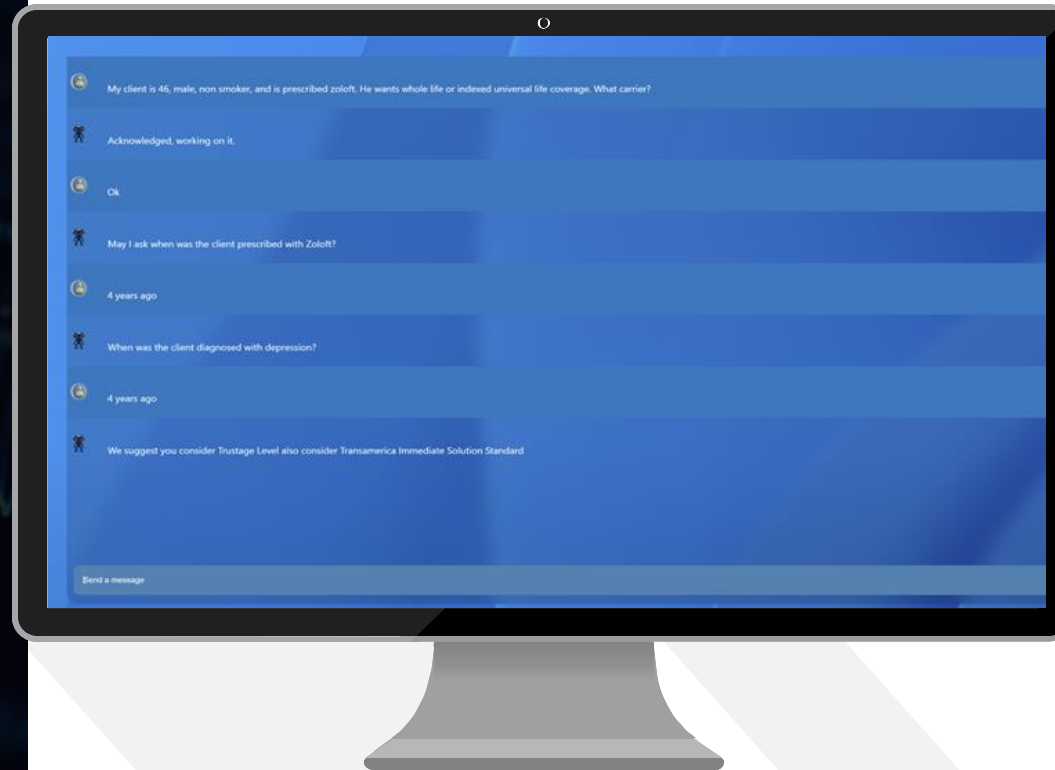 My client is 46, male, non smoker, and is prescribed zoloft. He wants whole life or indexed universal life coverage. What carrier?
Acknowledged, working on it.
Ok
May I ask when was the client prescribed with Zoloft?
4 years ago
When was the client diagnosed with depression?
4 years ago
We suggest you consider Trustage Level also consider Transamerica Immediate Solution Standard
Send a message